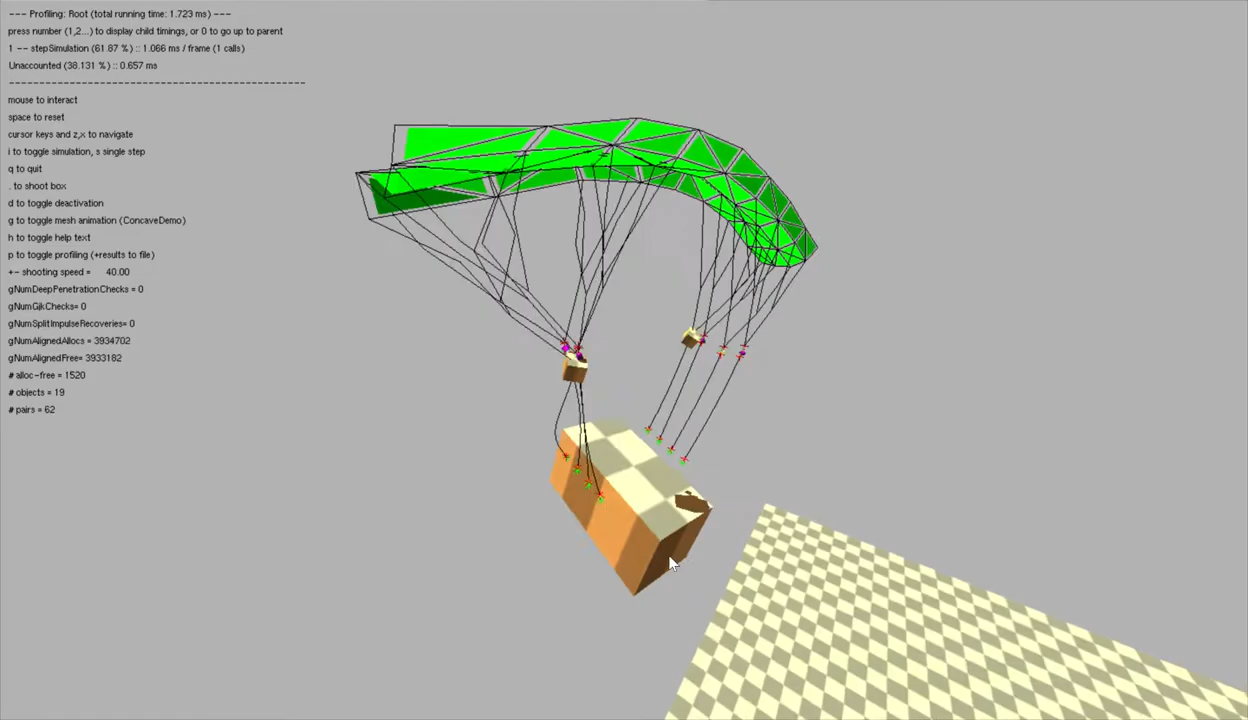 --- Profiling: Root (total running time: 1.723 ms) ---
press number (1,2...) to display child timings, or 0 to go up to parent
1 -- stepSimulation (61.87 %) :: 1.066 ms / frame (1 calls)
Unaccounted (38.131 %) :: 0.657 ms
-------------------------------------------------
mouse to interact
space to reset
cursor keys and z,x to navigate
i to toggle simulation, s single step
q to quit
. to shoot box
d to toggle deactivation
g to toggle mesh animation (ConcaveDemo)
h to toggle help text
p to toggle profiling (+results to file)
+- shooting speed = 40.00
gNumDeepPenetrationChecks = 0
gNumGjkChecks= 0
gNumSplitImpulseRecoveries= 0
gNumAlignedAllocs = 3934702
gNumAlignedFree= 3933182
# alloc-free = 1520
# objects = 19
# pairs = 62